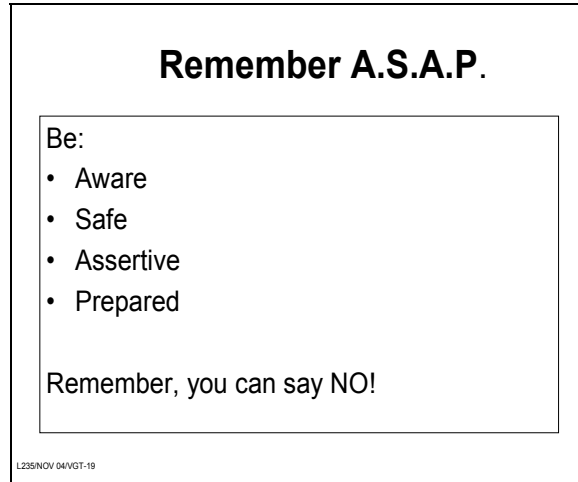 Remember A.S.A.P.
Be:
• Aware
• Safe
• Assertive
• Prepared
Remember, you can say NO!
L235/NOV 04/VGT-19